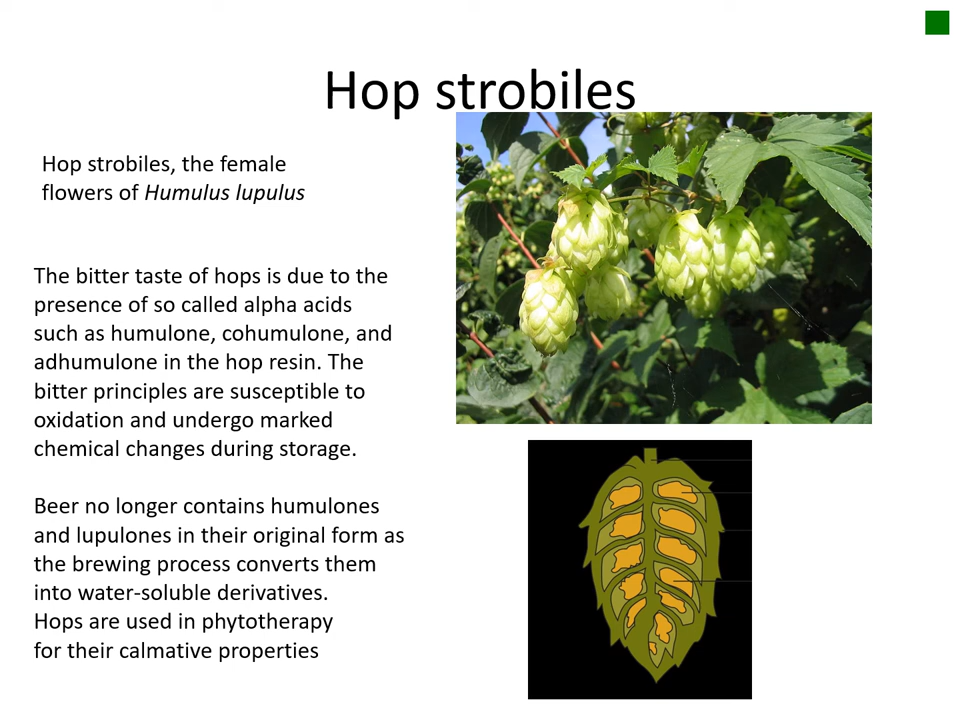 Hop strobiles
Hop strobiles, the female
flowers of Humulus lupulus
The bitter taste of hops is due to the
presence of so called alpha acids
such as humulone, cohumulone, and
adhumulone in the hop resin. The
bitter principles are susceptible to
oxidation and undergo marked
chemical changes during storage.
Beer no longer contains humulones
and lupulones in their original form as
the brewing process converts them
into water-soluble derivatives.
Hops are used in phytotherapy
for their calmative properties